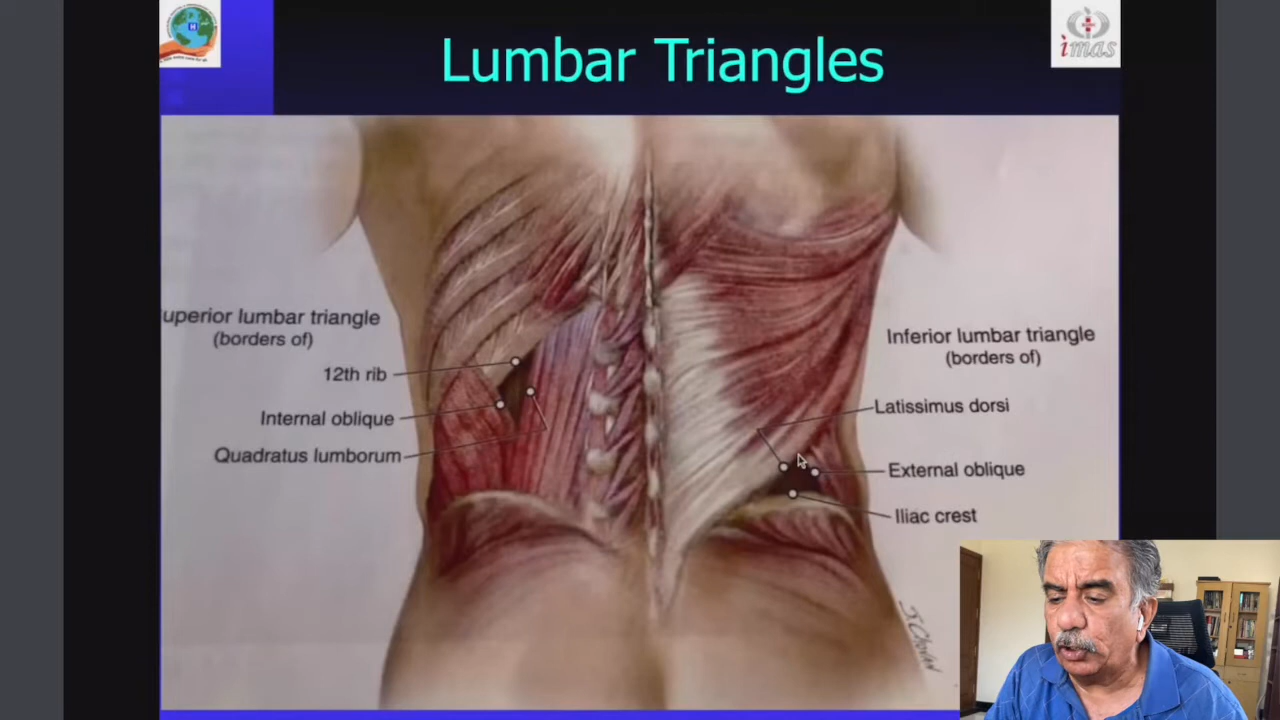 Lumbar Triangles
imas
uperior lumbar triangle
(borders of)
12th rib
Internal oblique
Quadratus lumborum
Inferior lumbar triangle
(borders of)
Latissimus dorsi
External oblique
Iliac crest